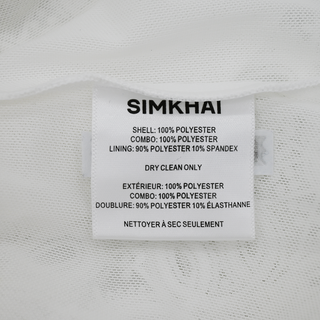 SIMKHAI
SHELL: 100% POLYESTER
COMBO: 100% POLYESTER
LINING: 90% POLYESTER 10% SPANDEX
DRY CLEAN ONLY
EXTÉRIEUR: 100% POLYESTER
COMBO: 100% POLYESTER
DOUBLURE: 90% POLYESTER 10% ÉLASTHANNE
NETTOYER À SEC SEULEMENT